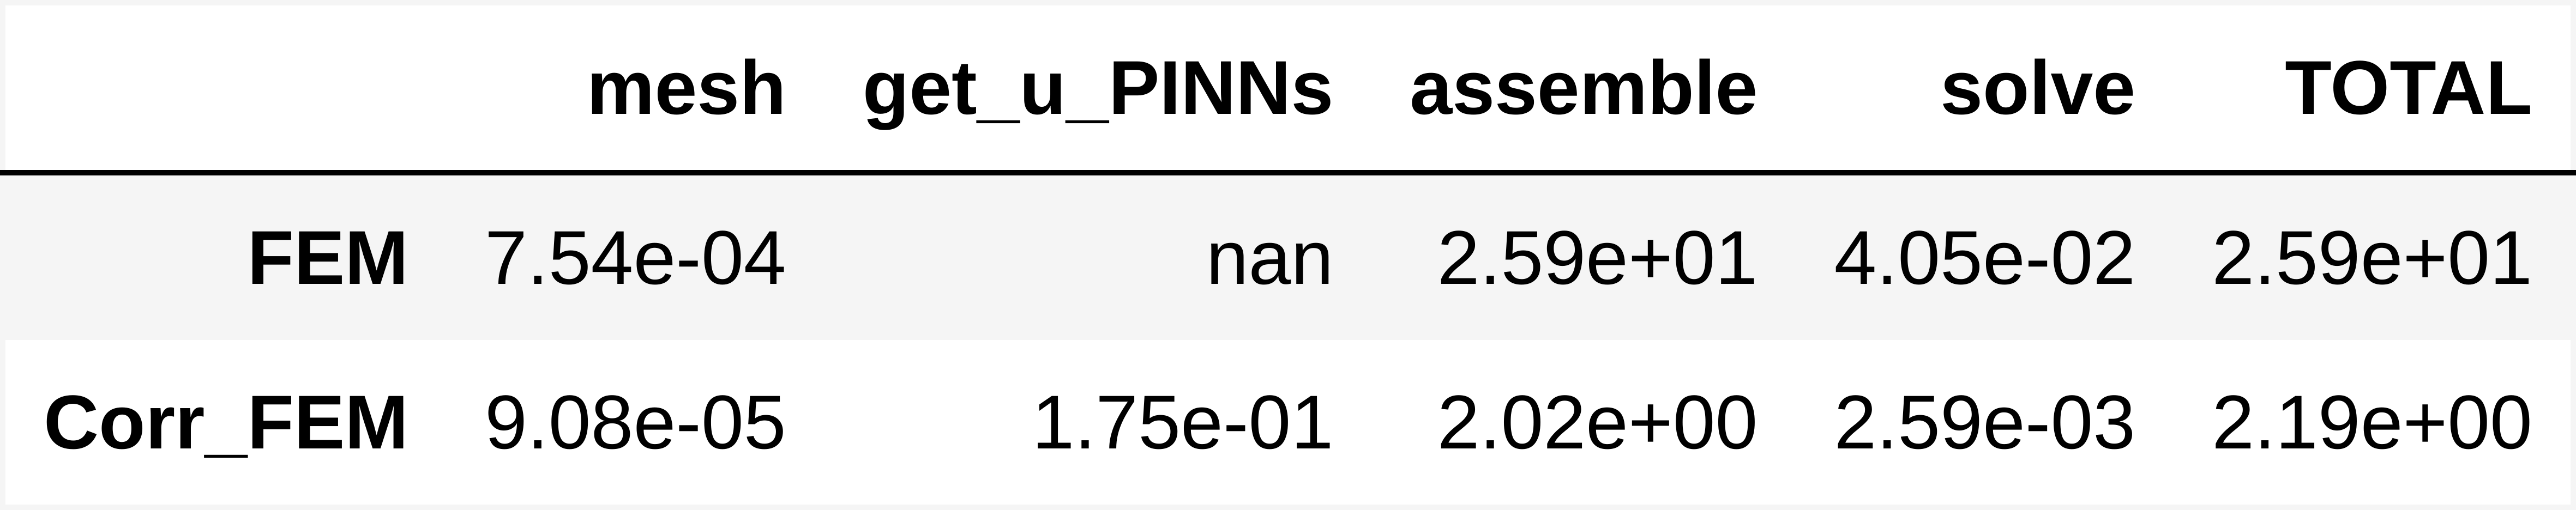 mesh get_u_PINNs assemble solve TOTAL
FEM 7.54e-04 nan 2.59e+01 4.05e-02 2.59e+01
Corr_FEM 9.08e-05 1.75e-01 2.02e+00 2.59e-03 2.19e+00